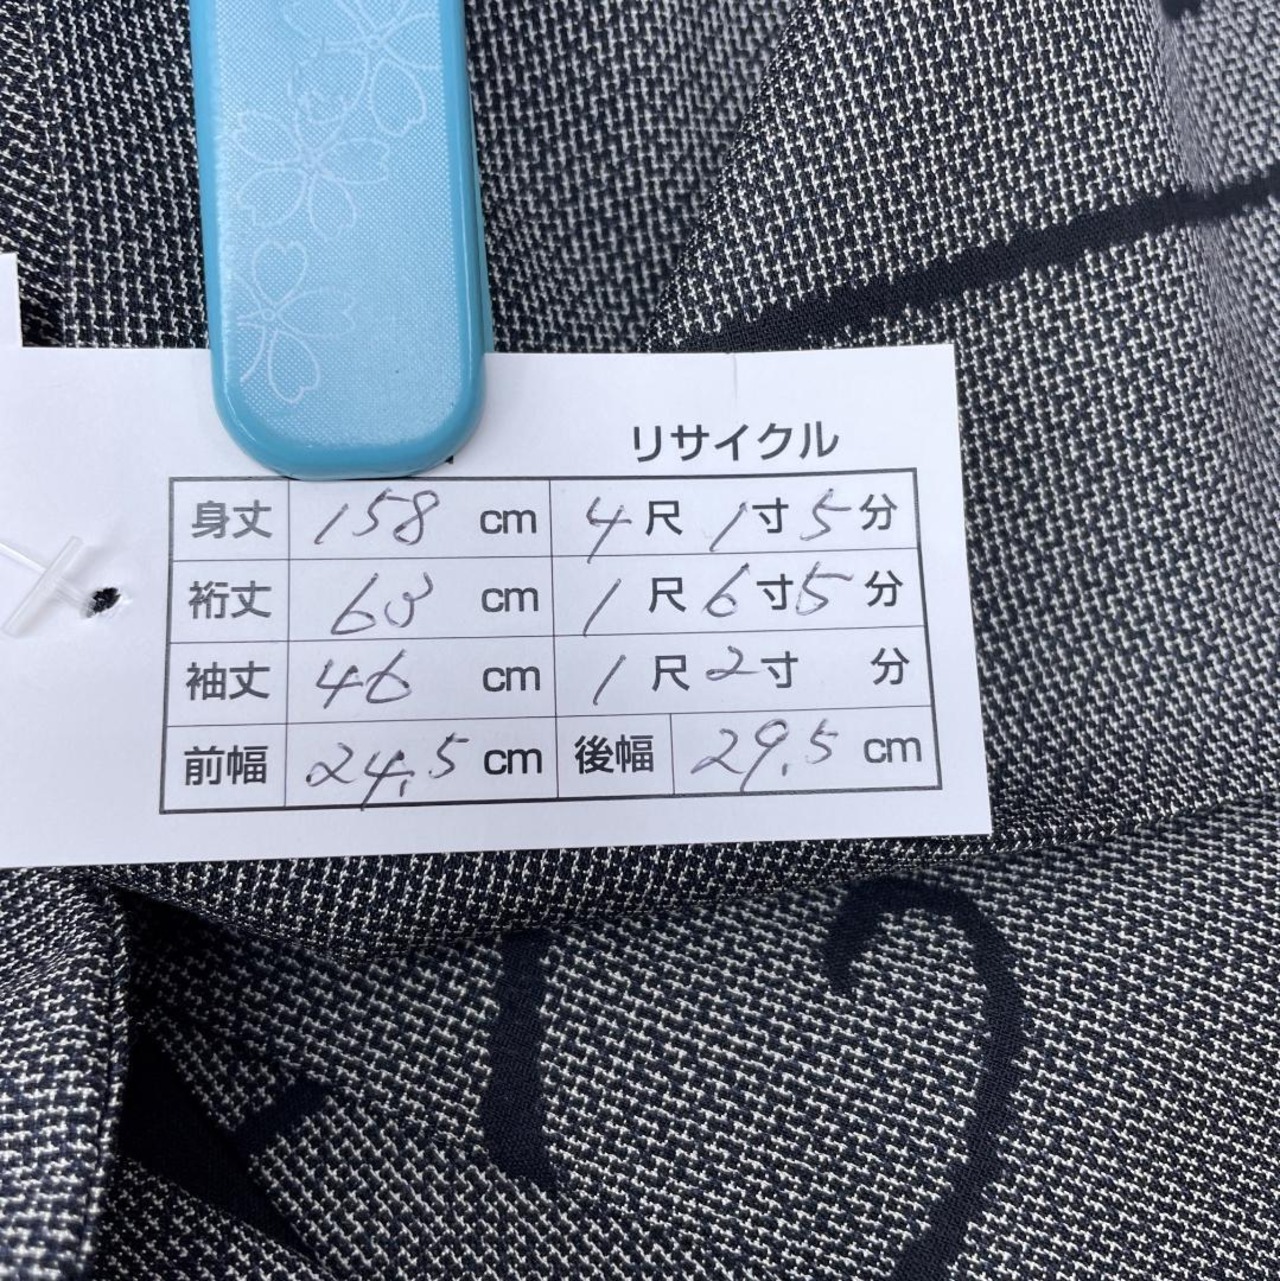 リサイクル
身丈 158 cm 4尺 1寸 5分
裄丈 63 cm 1尺 6寸 5分
袖丈 46 cm 1尺 2寸 分
前幅 24.5 cm 後幅 29.5 cm